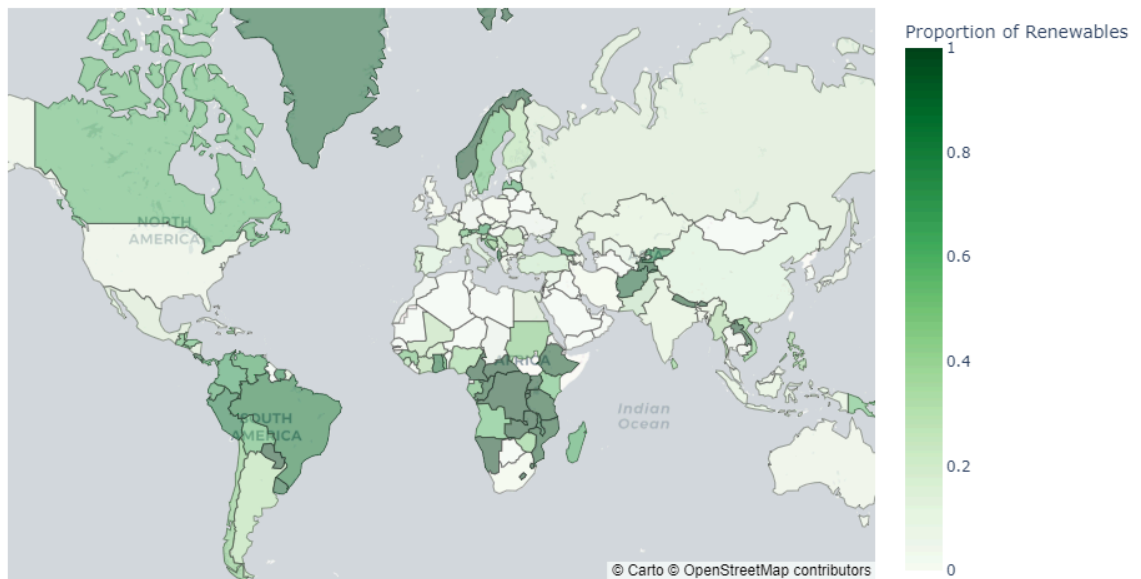 Proportion of Renewables
1
0.8
0.6
0.4
0.2
0
NORTH
AMERICA
AFRICA
SOUTH
AMERICA
Indian
Ocean
© Carto © OpenStreetMap contributors